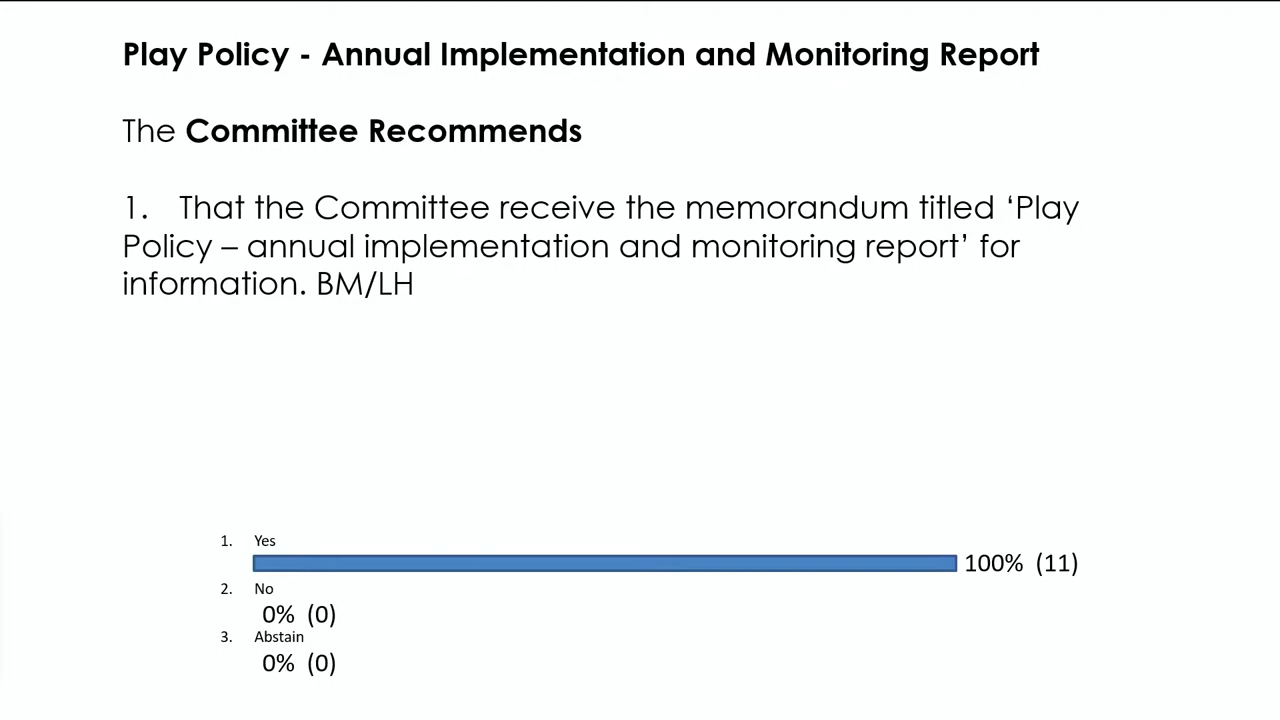 Play Policy - Annual Implementation and Monitoring Report
The Committee Recommends
1. That the Committee receive the memorandum titled ‘Play
Policy – annual implementation and monitoring report’ for
information. BM/LH
1. Yes
100% (11)
2. No
0% (0)
3. Abstain
0% (0)